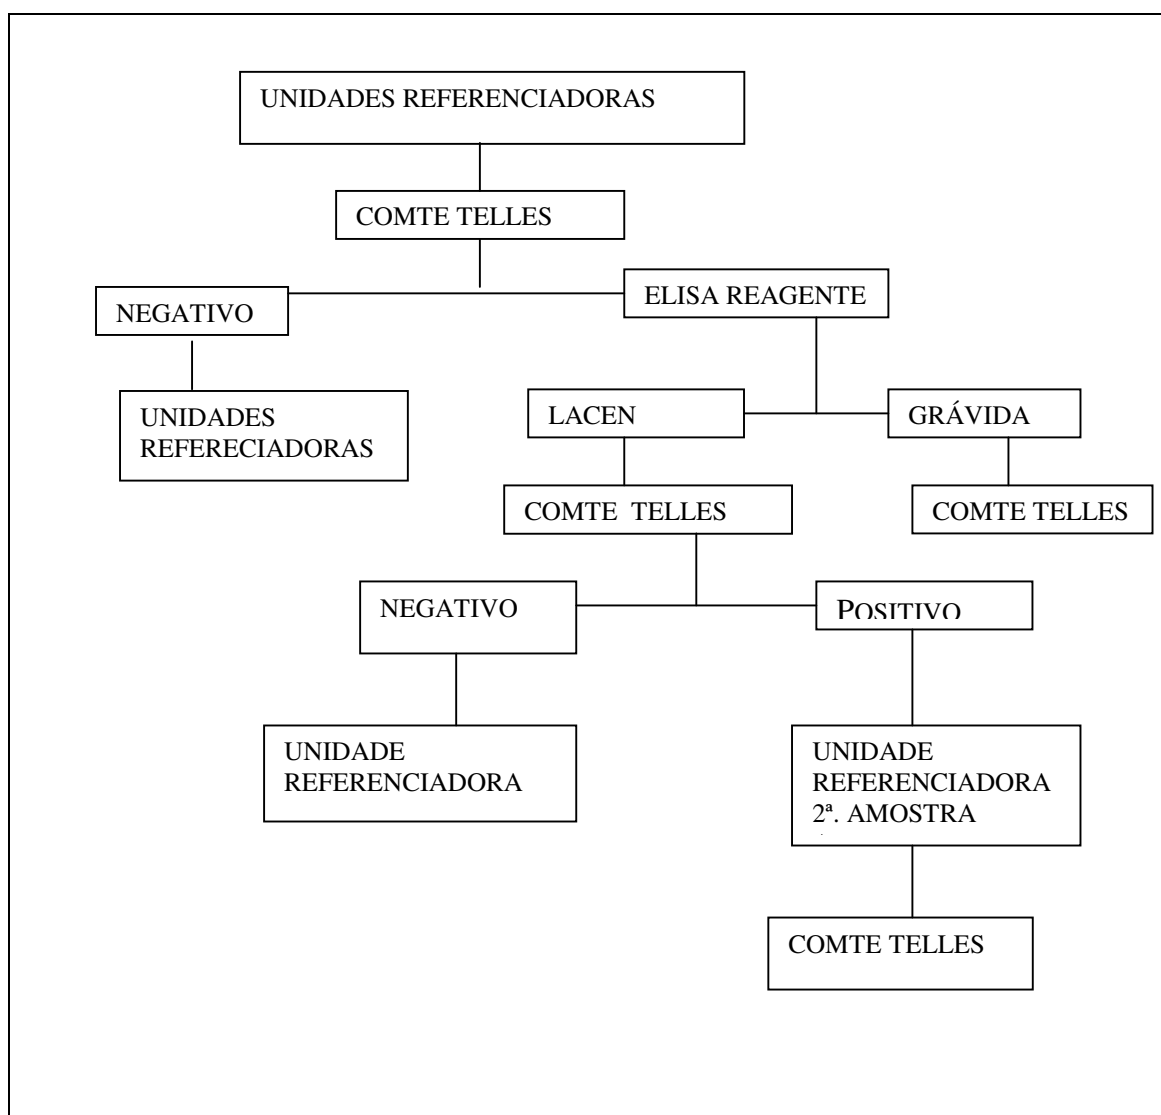 UNIDADES REFERENCIADORAS
COMTE TELLES
NEGATIVO
ELISA REAGENTE
UNIDADES
REFERECIADORAS
LACEN
GRÁVIDA
COMTE  TELLES
COMTE TELLES
NEGATIVO
POSITIVO
UNIDADE
REFERENCIADORA
UNIDADE
REFERENCIADORA
2ª. AMOSTRA
COMTE TELLES